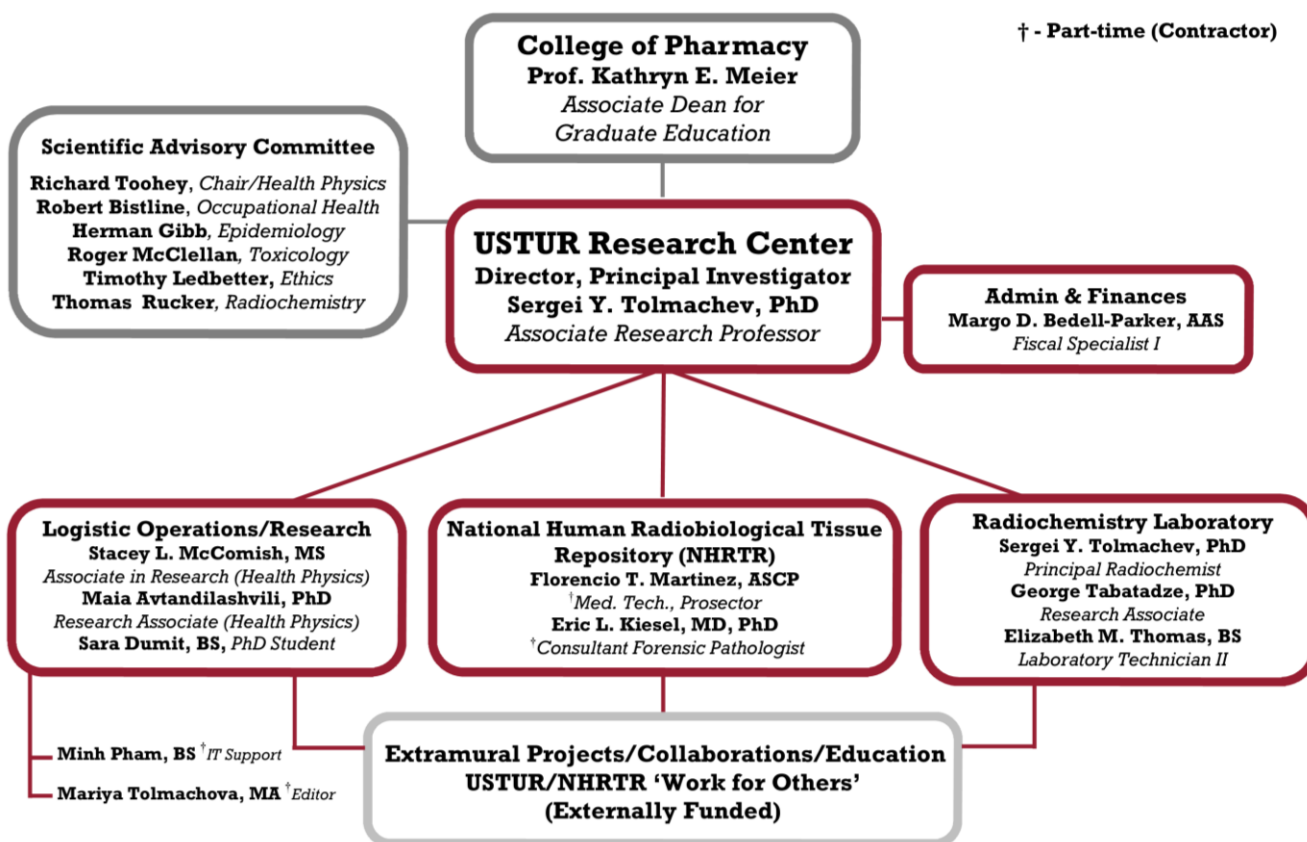 † - Part-time (Contractor)
College of Pharmacy
Prof. Kathryn E. Meier
Associate Dean for
Graduate Education
Scientific Advisory Committee
Richard Toohey, Chair/Health Physics
Robert Bistline, Occupational Health
Herman Gibb, Epidemiology
Roger McClellan, Toxicology
Timothy Ledbetter, Ethics
Thomas Rucker, Radiochemistry
USTUR Research Center
Director, Principal Investigator
Sergei Y. Tolmachev, PhD
Associate Research Professor
Admin & Finances
Margo D. Bedell-Parker, AAS
Fiscal Specialist I
Logistic Operations/Research
Stacey L. McComish, MS
Associate in Research (Health Physics)
Maia Avtandilashvili, PhD
Research Associate (Health Physics)
Sara Dumit, BS, PhD Student
National Human Radiobiological Tissue
Repository (NHRTR)
Florencio T. Martinez, ASCP
†Med. Tech., Prosector
Eric L. Kiesel, MD, PhD
†Consultant Forensic Pathologist
Radiochemistry Laboratory
Sergei Y. Tolmachev, PhD
Principal Radiochemist
George Tabatadze, PhD
Research Associate
Elizabeth M. Thomas, BS
Laboratory Technician II
Minh Pham, BS †IT Support
Mariya Tolmachova, MA †Editor
Extramural Projects/Collaborations/Education
USTUR/NHRTR ‘Work for Others’
(Externally Funded)